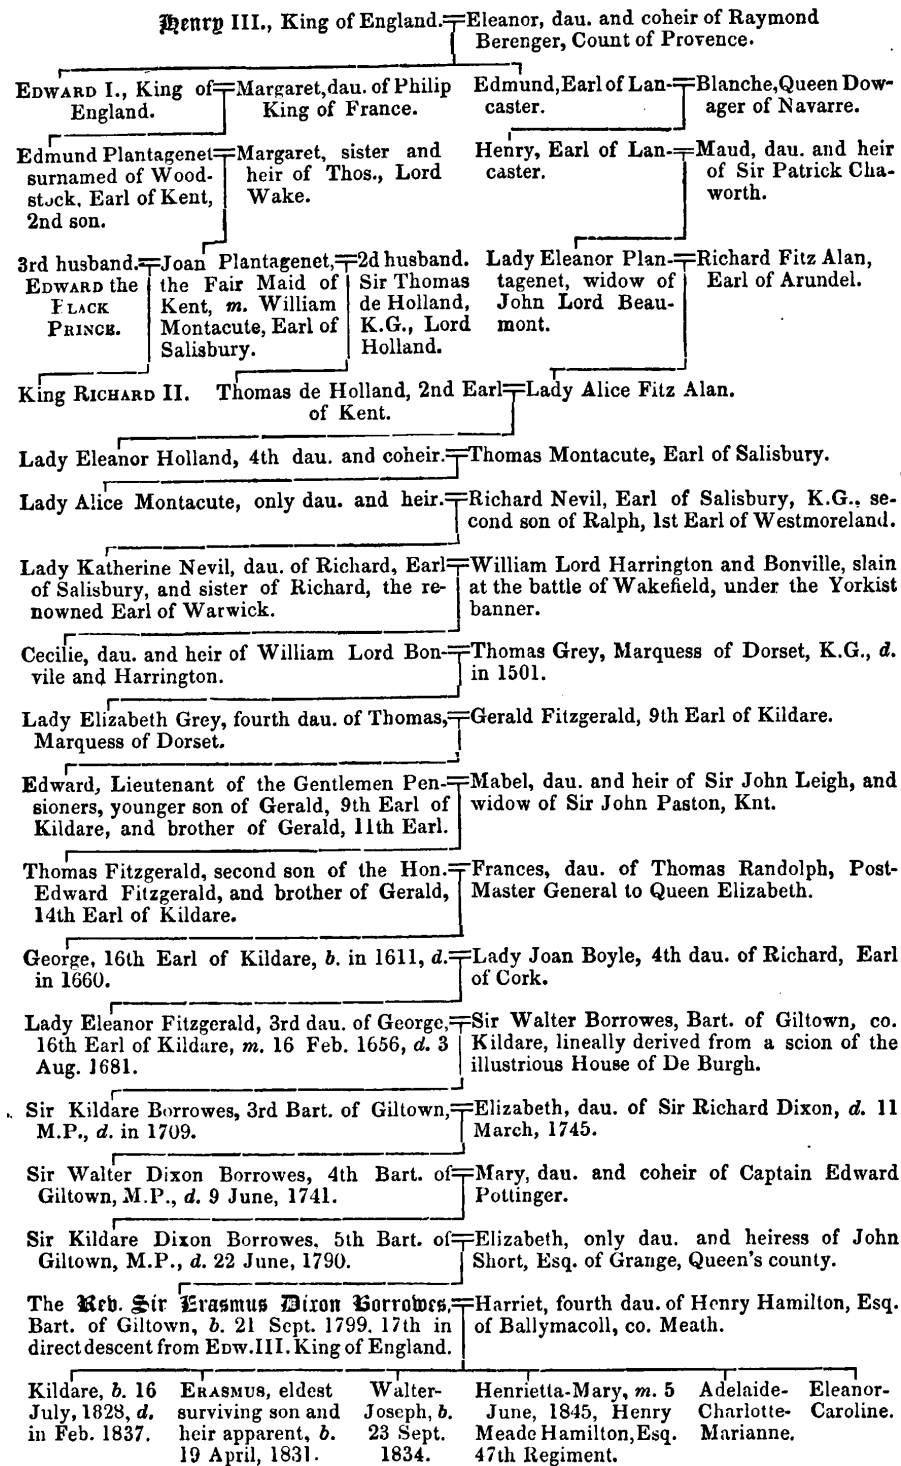 Henry III., King of England. Eleanor, dau. and coheir of Raymond
Berenger, Count of Provence.
EDWARD I., King of
England.
Margaret, dau. of Philip
King of France.
Edmund, Earl of Lan-
caster.
Blanche, Queen Dow-
ager of Navarre.
Edmund Plantagenet
surnamed of Wood-
stock, Earl of Kent,
2nd son.
Margaret, sister and
heir of Thos., Lord
Wake.
Henry, Earl of Lan-
caster.
Maud, dau. and heir
of Sir Patrick Cha-
worth.
3rd husband.
EDWARD the
BLACK
PRINCE.
Joan Plantagenet,
the Fair Maid of
Kent, m. William
Montacute, Earl of
Salisbury.
2d husband.
Sir Thomas
de Holland,
K.G., Lord
Holland.
Lady Eleanor Plan-
tagenet, widow of
John Lord Beau-
mont.
Richard Fitz Alan,
Earl of Arundel.
King RICHARD II.
Thomas de Holland, 2nd Earl
of Kent.
Lady Alice Fitz Alan.
Lady Eleanor Holland, 4th dau. and coheir.
Thomas Montacute, Earl of Salisbury.
Lady Alice Montacute, only dau. and heir.
Richard Nevil, Earl of Salisbury, K.G., se-
cond son of Ralph, 1st Earl of Westmoreland.
Lady Katherine Nevil, dau. of Richard, Earl
of Salisbury, and sister of Richard, the re-
nowned Earl of Warwick.
William Lord Harrington and Bonville, slain
at the battle of Wakefield, under the Yorkist
banner.
Cecilie, dau. and heir of William Lord Bon-
vile and Harrington.
Thomas Grey, Marquess of Dorset, K.G., d.
in 1501.
Lady Elizabeth Grey, fourth dau. of Thomas,
Marquess of Dorset.
Gerald Fitzgerald, 9th Earl of Kildare.
Edward, Lieutenant of the Gentlemen Pen-
sioners, younger son of Gerald, 9th Earl of
Kildare, and brother of Gerald, 11th Earl.
Mabel, dau. and heir of Sir John Leigh, and
widow of Sir John Paston, Knt.
Thomas Fitzgerald, second son of the Hon.
Edward Fitzgerald, and brother of Gerald,
14th Earl of Kildare.
Frances, dau. of Thomas Randolph, Post-
Master General to Queen Elizabeth.
George, 16th Earl of Kildare, b. in 1611, d.
in 1660.
Lady Joan Boyle, 4th dau. of Richard, Earl
of Cork.
Lady Eleanor Fitzgerald, 3rd dau. of George,
16th Earl of Kildare, m. 16 Feb. 1656, d. 3
Aug. 1681.
Sir Walter Borrowes, Bart. of Giltown, co.
Kildare, lineally derived from a scion of the
illustrious House of De Burgh.
Sir Kildare Borrowes, 3rd Bart. of Giltown,
M.P., d. in 1709.
Elizabeth, dau. of Sir Richard Dixon, d. 11
March, 1745.
Sir Walter Dixon Borrowes, 4th Bart. of
Giltown, M.P., d. 9 June, 1741.
Mary, dau. and coheir of Captain Edward
Pottinger.
Sir Kildare Dixon Borrowes, 5th Bart. of
Giltown, M.P., d. 22 June, 1790.
Elizabeth, only dau. and heiress of John
Short, Esq. of Grange, Queen's county.
The Rev. Sir Erasmus Dixon Borrowes,
Bart. of Giltown, b. 21 Sept. 1799. 17th in
direct descent from EDW. III. King of England.
Harriet, fourth dau. of Henry Hamilton, Esq.
of Ballymacoll, co. Meath.
Kildare, b. 16
July, 1828, d.
in Feb. 1837.
ERASMUS, eldest
surviving son and
heir apparent, b.
19 April, 1831.
Walter-
Joseph, b.
23 Sept.
1834.
Henrietta-Mary, m. 5
June, 1845, Henry
Meade Hamilton, Esq.
47th Regiment.
Adelaide-
Charlotte-
Marianne.
Eleanor-
Caroline.